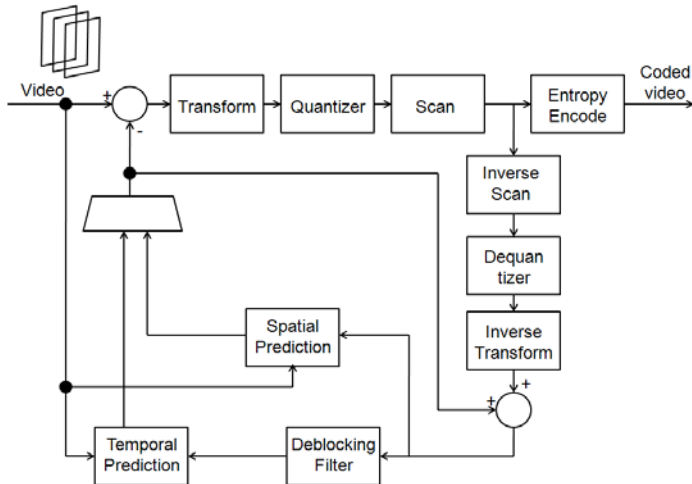 Video
+
-
Transform
Quantizer
Scan
Entropy
Encode
Coded
video
Inverse
Scan
Dequan
tizer
Inverse
Transform
+
+
Spatial
Prediction
Temporal
Prediction
Deblocking
Filter